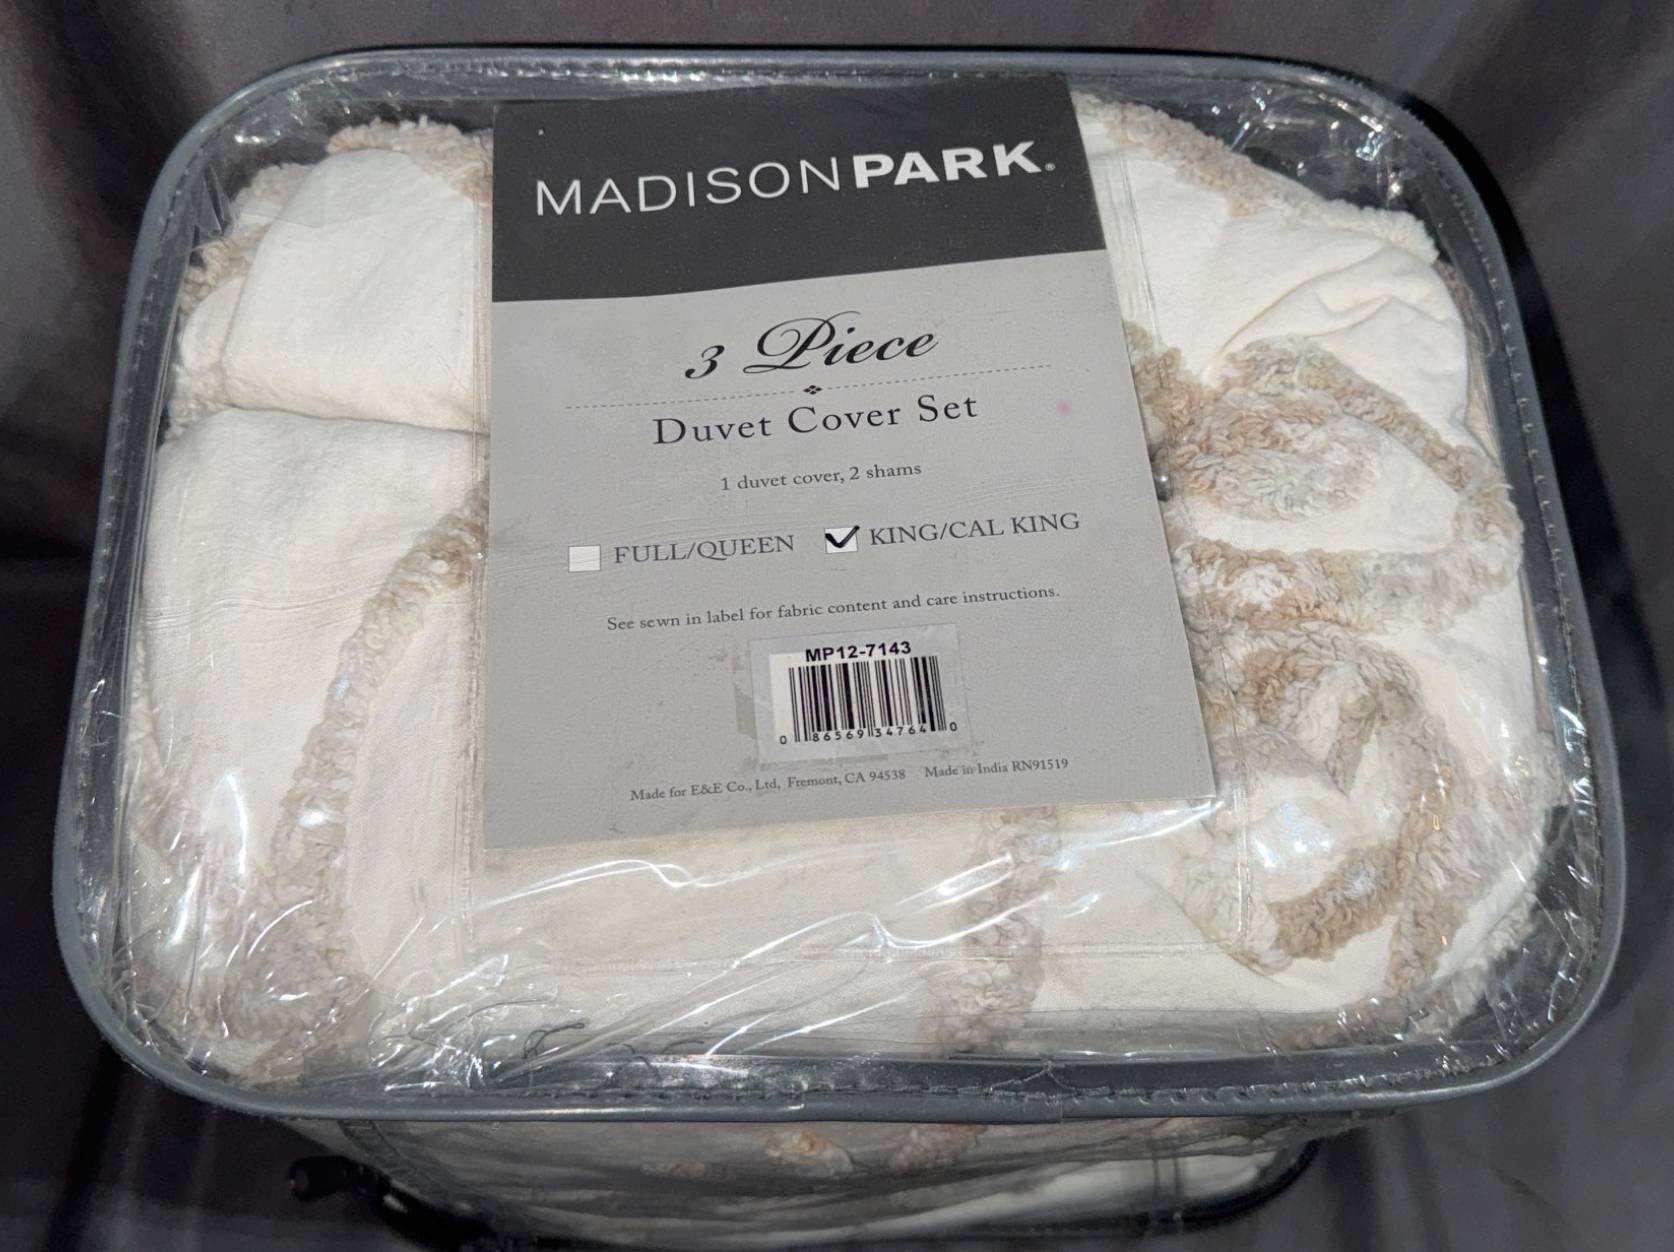 MADISONPARK®
3 Piece
Duvet Cover Set
1 duvet cover, 2 shams
FULL/QUEEN KING/CAL KING
See sewn in label for fabric content and care instructions.
MP12-7143
0 86569 34764 0
Made for E&E Co., Ltd, Fremont, CA 94538 Made in India RN91519